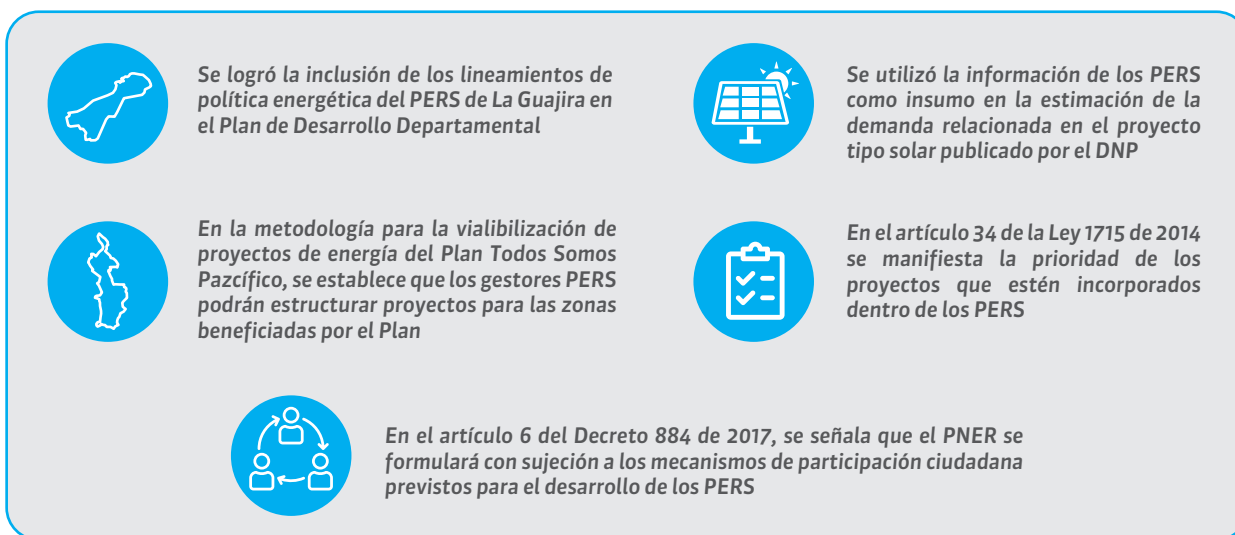 Se logró la inclusión de los lineamientos de
política energética del PERS de La Guajira en
el Plan de Desarrollo Departamental
Se utilizó la información de los PERS
como insumo en la estimación de la
demanda relacionada en el proyecto
tipo solar publicado por el DNP
En la metodología para la vialibilización de
proyectos de energía del Plan Todos Somos
Pazcífico, se establece que los gestores PERS
podrán estructurar proyectos para las zonas
beneficiadas por el Plan
En el artículo 34 de la Ley 1715 de 2014
se manifiesta la prioridad de los
proyectos que estén incorporados
dentro de los PERS
En el artículo 6 del Decreto 884 de 2017, se señala que el PNER se
formulará con sujeción a los mecanismos de participación ciudadana
previstos para el desarrollo de los PERS